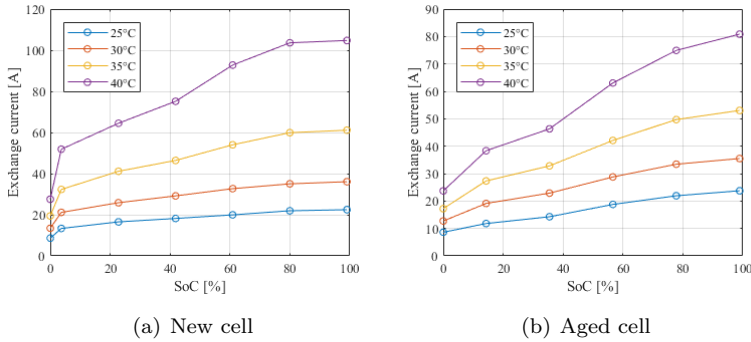 120
100
80
60
40
20
0
Exchange current [A]
25°C
30°C
35°C
40°C
0 20 40 60 80 100
SoC [%]
(a) New cell
90
80
70
60
50
40
30
20
10
0
Exchange current [A]
25°C
30°C
35°C
40°C
0 20 40 60 80 100
SoC [%]
(b) Aged cell